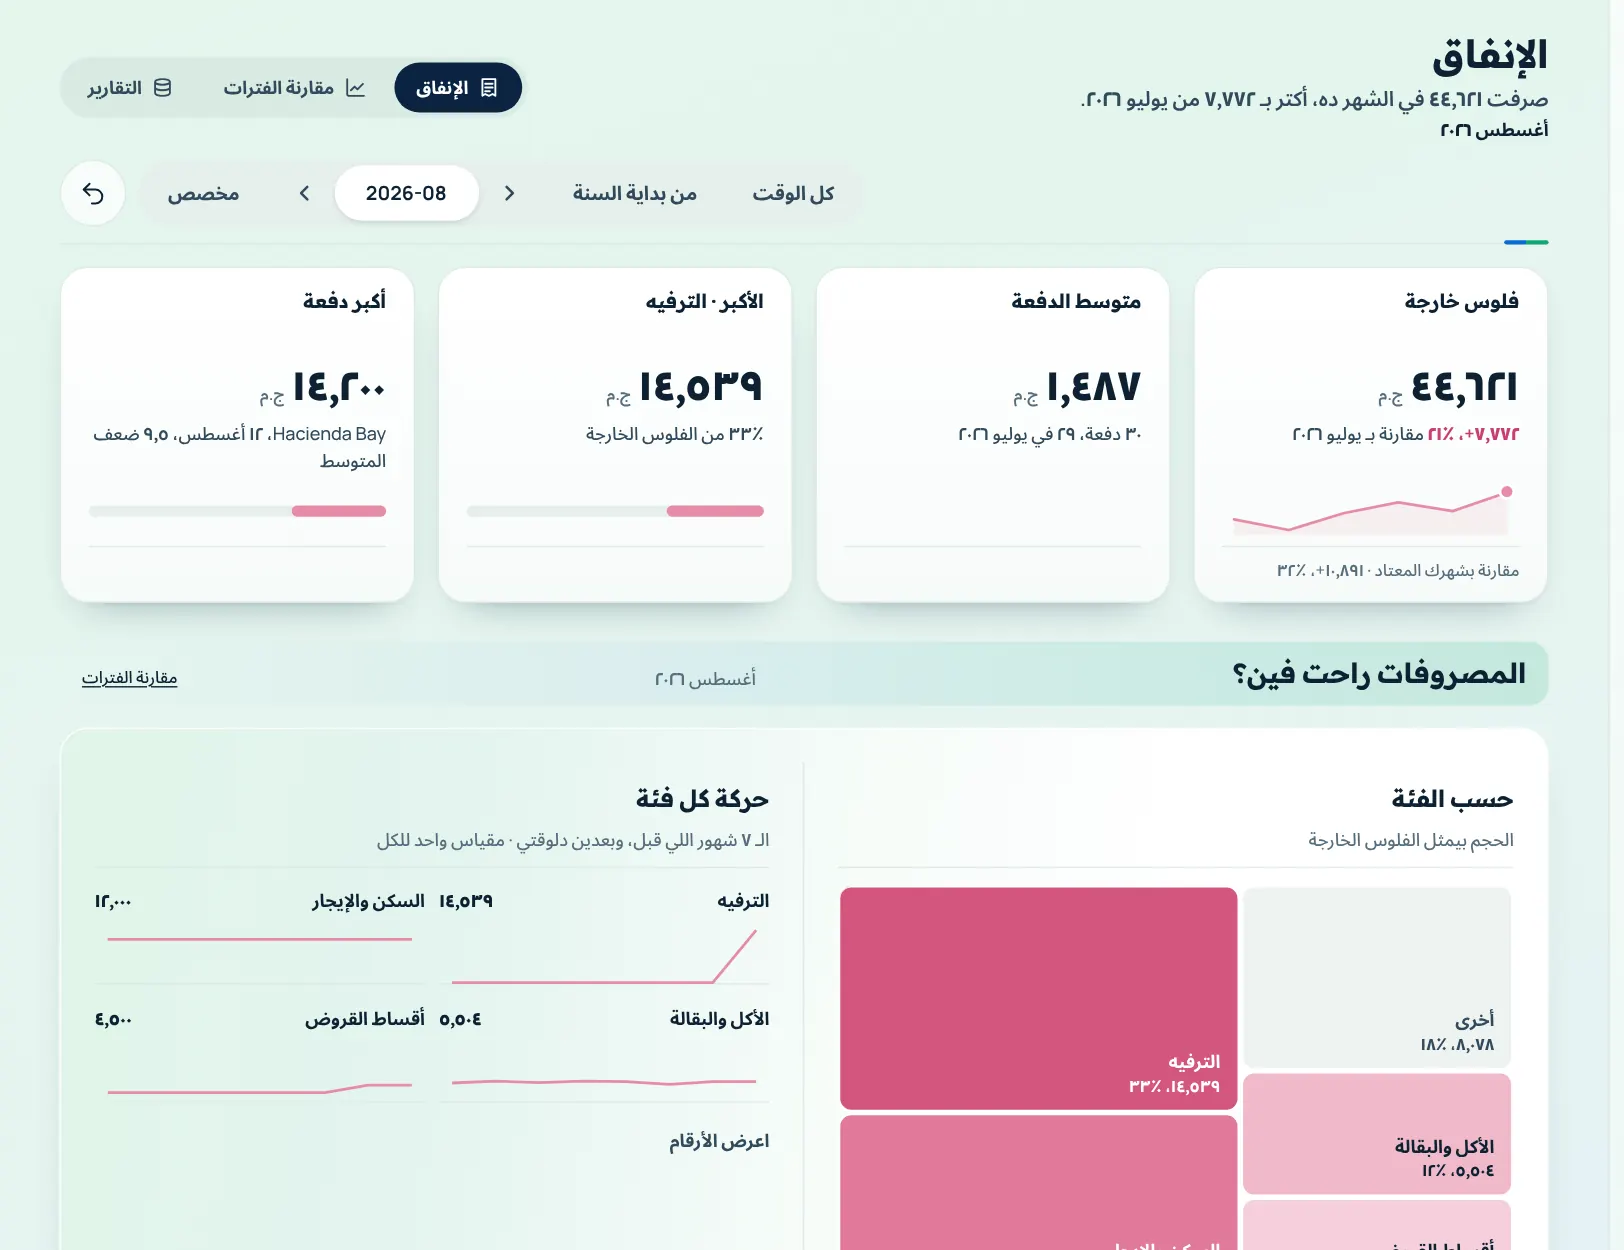 الإنفاق
صرفت ٤٤,٦٢١ في الشهر ده، أكتر بـ ٧,٧٧٢ من يوليو ٢٠٢٦.
أغسطس ٢٠٢٦
الإنفاق
مقارنة الفترات
التقارير
كل الوقت
من بداية السنة
2026-08
مخصص
فلوس خارجة
٤٤,٦٢١ ج.م
+٧,٧٧٢، ٢١٪ مقارنة بـ يوليو ٢٠٢٦
مقارنة بشهرك المعتاد · +١٠,٨٩١، ٣٢٪
متوسط الدفعة
١,٤٨٧ ج.م
٣٠ دفعة، ٢٩ في يوليو ٢٠٢٦
الأكبر · الترفيه
١٤,٥٣٩ ج.م
٣٣٪ من الفلوس الخارجة
أكبر دفعة
١٤,٢٠٠ ج.م
Hacienda Bay، ١٢ أغسطس، ٩,٥ ضعف
المتوسط
المصروفات راحت فين؟
أغسطس ٢٠٢٦
مقارنة الفترات
حسب الفئة
الحجم بيمثل الفلوس الخارجة
أخرى
٨,٠٧٨، ١٨٪
الترفيه
١٤,٥٣٩، ٣٣٪
الأكل والبقالة
٥,٥٠٤، ١٢٪
حركة كل فئة
الـ ٧ شهور اللي قبل، وبعدين دلوقتي · مقياس واحد للكل
الترفيه ١٤,٥٣٩
السكن والإيجار ١٢,٠٠٠
الأكل والبقالة ٥,٥٠٤
أقساط القروض ٤,٥٠٠
اعرض الأرقام